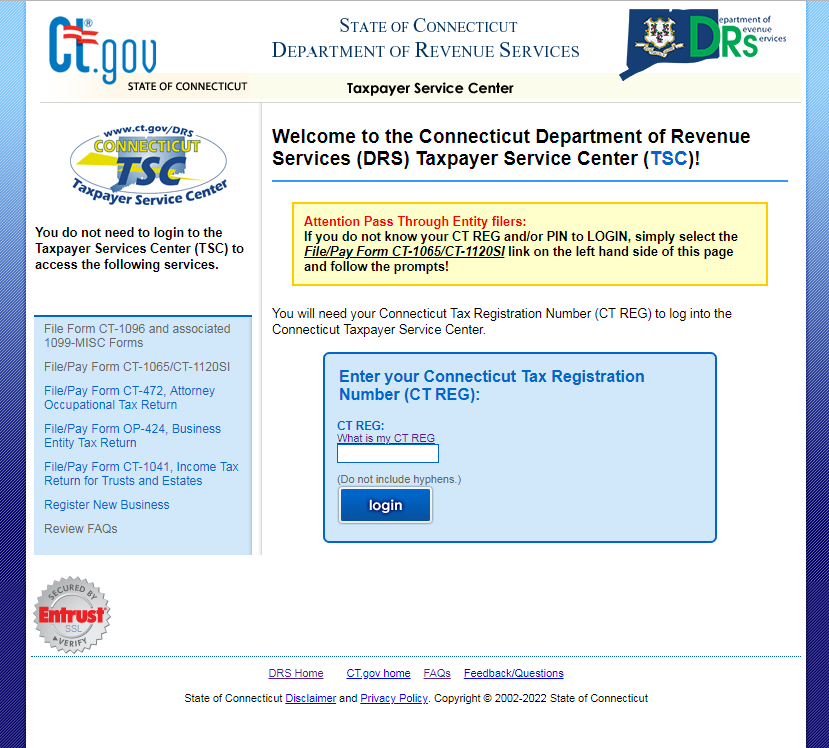 Ct.gov®
STATE OF CONNECTICUT
STATE OF CONNECTICUT
DEPARTMENT OF REVENUE SERVICES
Department of
Revenue
Services
DRS
Taxpayer Service Center
www.ct.gov/DRS
CONNECTICUT
TSC
Taxpayer Service Center
You do not need to login to the
Taxpayer Services Center (TSC) to
access the following services.
File Form CT-1096 and associated
1099-MISC Forms
File/Pay Form CT-1065/CT-1120SI
File/Pay Form CT-472, Attorney
Occupational Tax Return
File/Pay Form OP-424, Business
Entity Tax Return
File/Pay Form CT-1041, Income Tax
Return for Trusts and Estates
Register New Business
Review FAQs
Welcome to the Connecticut Department of Revenue
Services (DRS) Taxpayer Service Center (TSC)!
Attention Pass Through Entity filers:
If you do not know your CT REG and/or PIN to LOGIN, simply select the
File/Pay Form CT-1065/CT-1120SI link on the left hand side of this page
and follow the prompts!
You will need your Connecticut Tax Registration Number (CT REG) to log into the
Connecticut Taxpayer Service Center.
Enter your Connecticut Tax Registration
Number (CT REG):
CT REG:
What is my CT REG
(Do not include hyphens.)
login
SECURED BY
Entrust
SSL
VERIFY
DRS Home CT.gov home FAQs Feedback/Questions
State of Connecticut Disclaimer and Privacy Policy. Copyright © 2002-2022 State of Connecticut